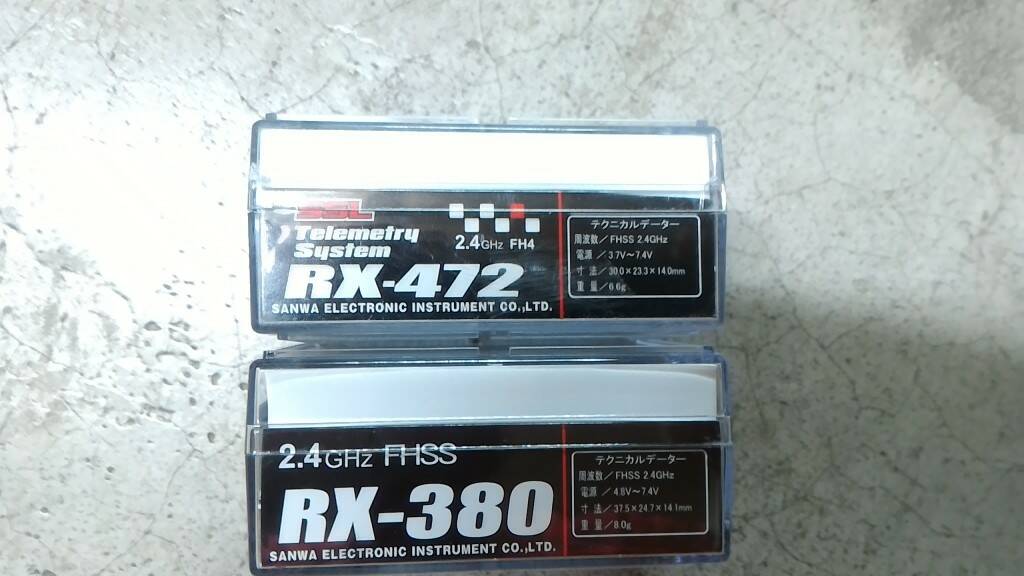 SSL
Telemetry
System
2.4GHz FH4
RX-472
SANWA ELECTRONIC INSTRUMENT CO.,LTD.
テクニカルデーター
周波数／FHSS 2.4GHz
電源 ／3.7V～7.4V
寸 法／30.0×23.3×14.0mm
重 量／6.6g
2.4GHz FHSS
RX-380
SANWA ELECTRONIC INSTRUMENT CO.,LTD.
テクニカルデーター
周波数／FHSS 2.4GHz
電源 ／4.8V～7.4V
寸 法／37.5×24.7×14.1mm
重 量／8.0g